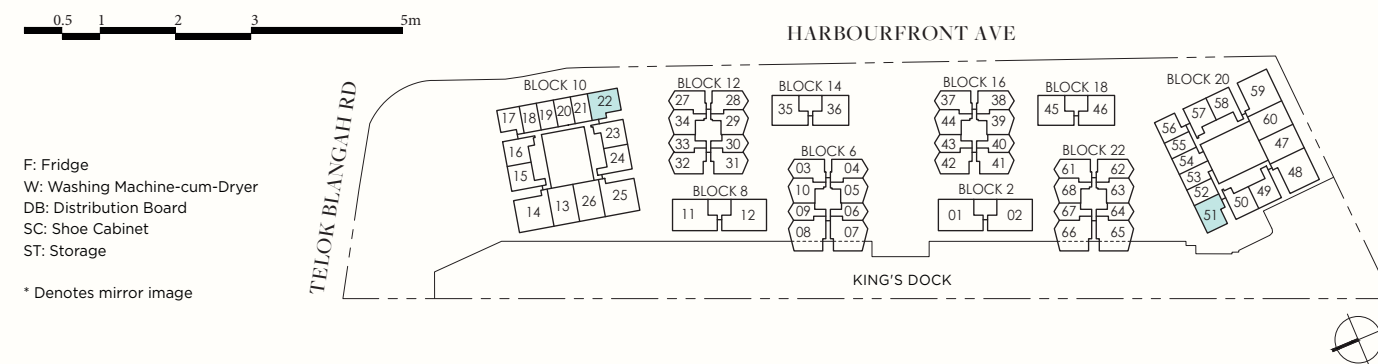 0.5 1 2 3 5m
HARBOURFRONT AVE
TELOK BLANGAH RD
F: Fridge
W: Washing Machine-cum-Dryer
DB: Distribution Board
SC: Shoe Cabinet
ST: Storage
* Denotes mirror image
BLOCK 10
17 18 19 20 21 22
16 23
15 24
14 13 26 25
BLOCK 12
27 28
34 29
33 30
32 31
BLOCK 14
35 36
BLOCK 8
11 12
BLOCK 6
03 04
10 05
09 06
08 07
BLOCK 16
37 38
44 39
43 40
42 41
BLOCK 18
45 46
BLOCK 2
01 02
BLOCK 22
61 62
68 63
67 64
66 65
BLOCK 20
56 57 58 59
55 60
54 47
53 48
52 49
51 50
KING'S DOCK